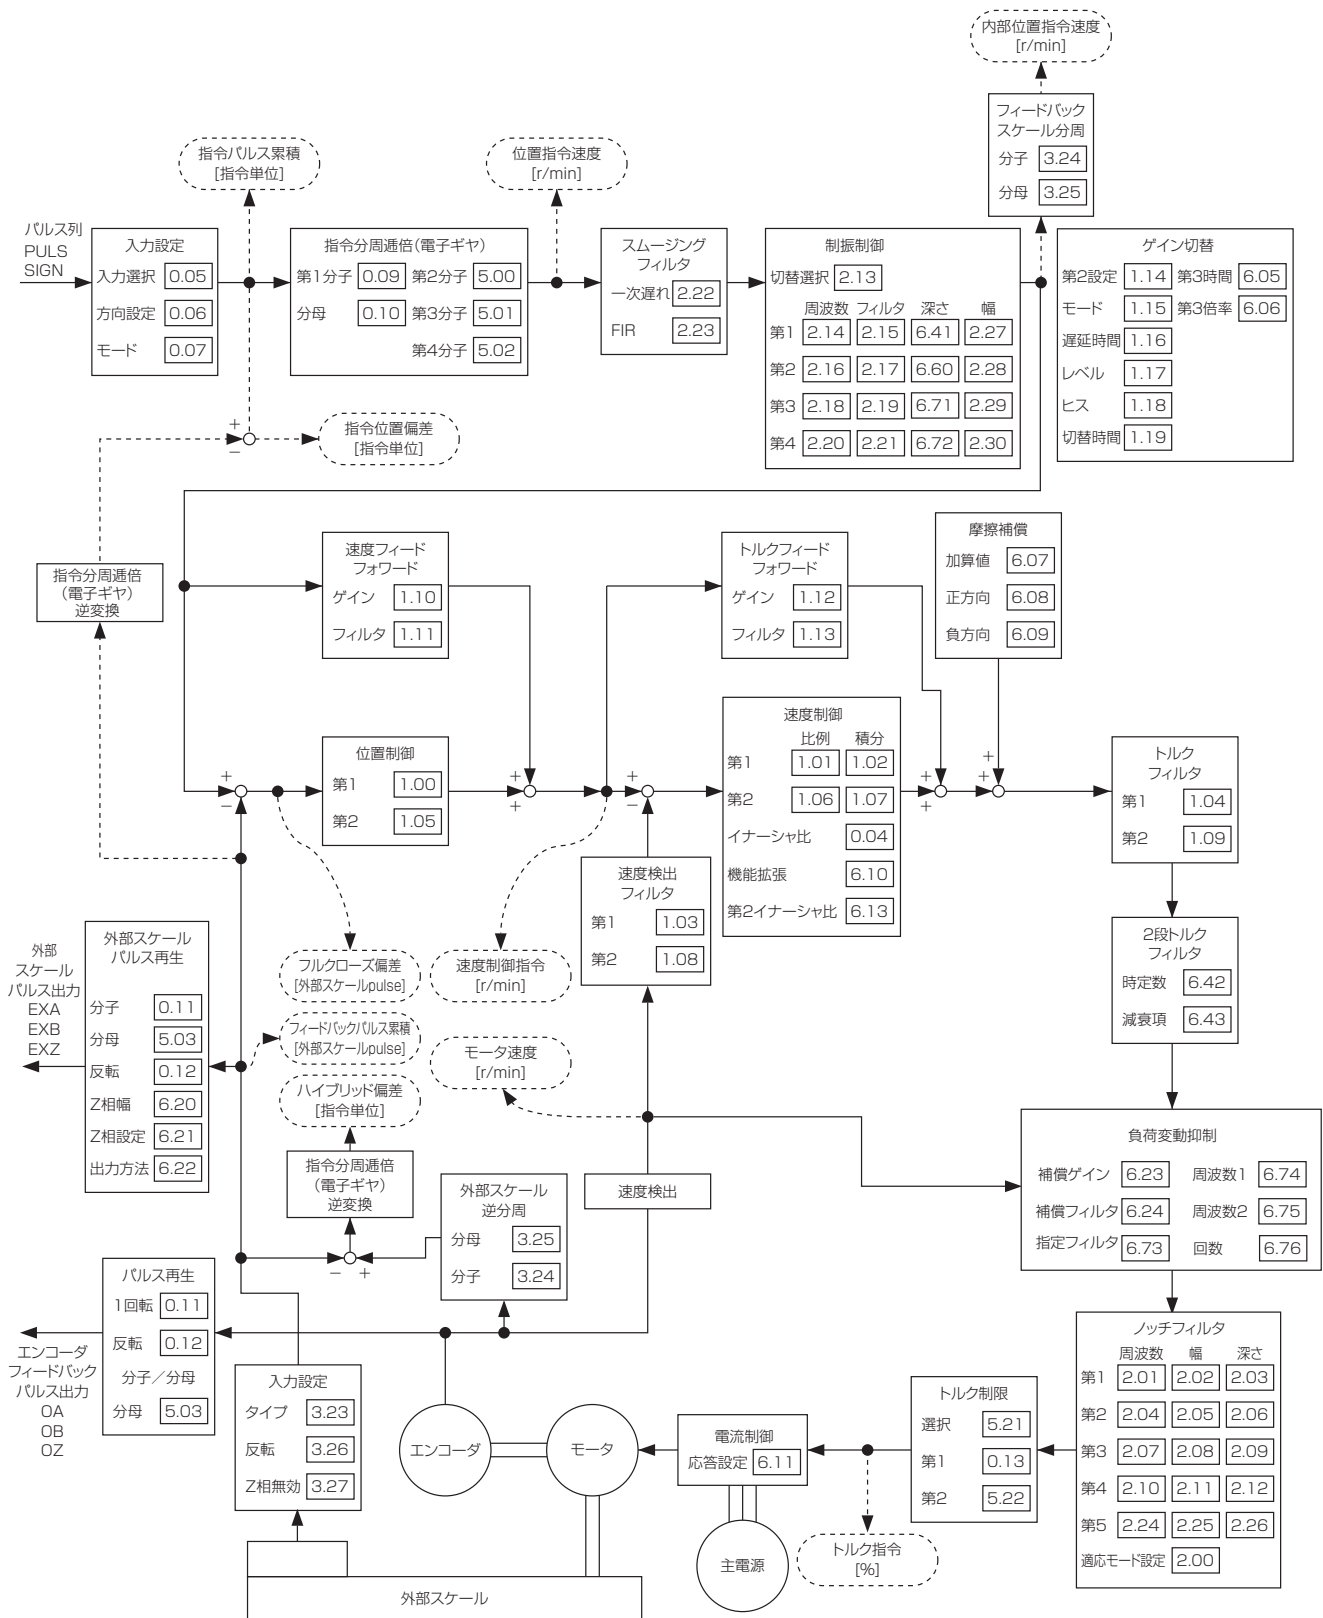 内部位置指令速度
[r/min]
フィードバック
スケール分周
分子 3.24
分母 3.25
指令パルス累積
[指令単位]
位置指令速度
[r/min]
パルス列
PULS
SIGN
入力設定
入力選択 0.05
方向設定 0.06
モード 0.07
指令分周逓倍(電子ギヤ)
第1分子 0.09 第2分子 5.00
分母 0.10 第3分子 5.01
第4分子 5.02
スムージング
フィルタ
一次遅れ 2.22
FIR 2.23
制振制御
切替選択 2.13
周波数 フィルタ 深さ 幅
第1 2.14 2.15 6.41 2.27
第2 2.16 2.17 6.60 2.28
第3 2.18 2.19 6.71 2.29
第4 2.20 2.21 6.72 2.30
ゲイン切替
第2設定 1.14 第3時間 6.05
モード 1.15 第3倍率 6.06
遅延時間 1.16
レベル 1.17
ヒス 1.18
切替時間 1.19
+
−
指令位置偏差
[指令単位]
指令分周逓倍
(電子ギヤ)
逆変換
速度フィード
フォワード
ゲイン 1.10
フィルタ 1.11
トルクフィード
フォワード
ゲイン 1.12
フィルタ 1.13
摩擦補償
加算値 6.07
正方向 6.08
負方向 6.09
+
−
位置制御
第1 1.00
第2 1.05
+
+
+
−
速度制御
比例 積分
第1 1.01 1.02
第2 1.06 1.07
イナーシャ比 0.04
機能拡張 6.10
第2イナーシャ比 6.13
+
+
+
+
トルク
フィルタ
第1 1.04
第2 1.09
速度検出
フィルタ
第1 1.03
第2 1.08
2段トルク
フィルタ
時定数 6.42
減衰項 6.43
外部
スケール
パルス出力
EXA
EXB
EXZ
外部スケール
パルス再生
分子 0.11
分母 5.03
反転 0.12
Z相幅 6.20
Z相設定 6.21
出力方法 6.22
フルクローズ偏差
[外部スケールpulse]
速度制御指令
[r/min]
フィードバックパルス累積
[外部スケールpulse]
モータ速度
[r/min]
ハイブリッド偏差
[指令単位]
指令分周逓倍
(電子ギヤ)
逆変換
外部スケール
逆分周
分母 3.25
分子 3.24
速度検出
−
+
負荷変動抑制
補償ゲイン 6.23 周波数1 6.74
補償フィルタ 6.24 周波数2 6.75
指定フィルタ 6.73 回数 6.76
パルス再生
1回転 0.11
反転 0.12
分子／分母
分母 5.03
エンコーダ
フィードバック
パルス出力
OA
OB
OZ
入力設定
タイプ 3.23
反転 3.26
Z相無効 3.27
エンコーダ
モータ
電流制御
応答設定 6.11
主電源
トルク制限
選択 5.21
第1 0.13
第2 5.22
トルク指令
[%]
ノッチフィルタ
周波数 幅 深さ
第1 2.01 2.02 2.03
第2 2.04 2.05 2.06
第3 2.07 2.08 2.09
第4 2.10 2.11 2.12
第5 2.24 2.25 2.26
適応モード設定 2.00
外部スケール